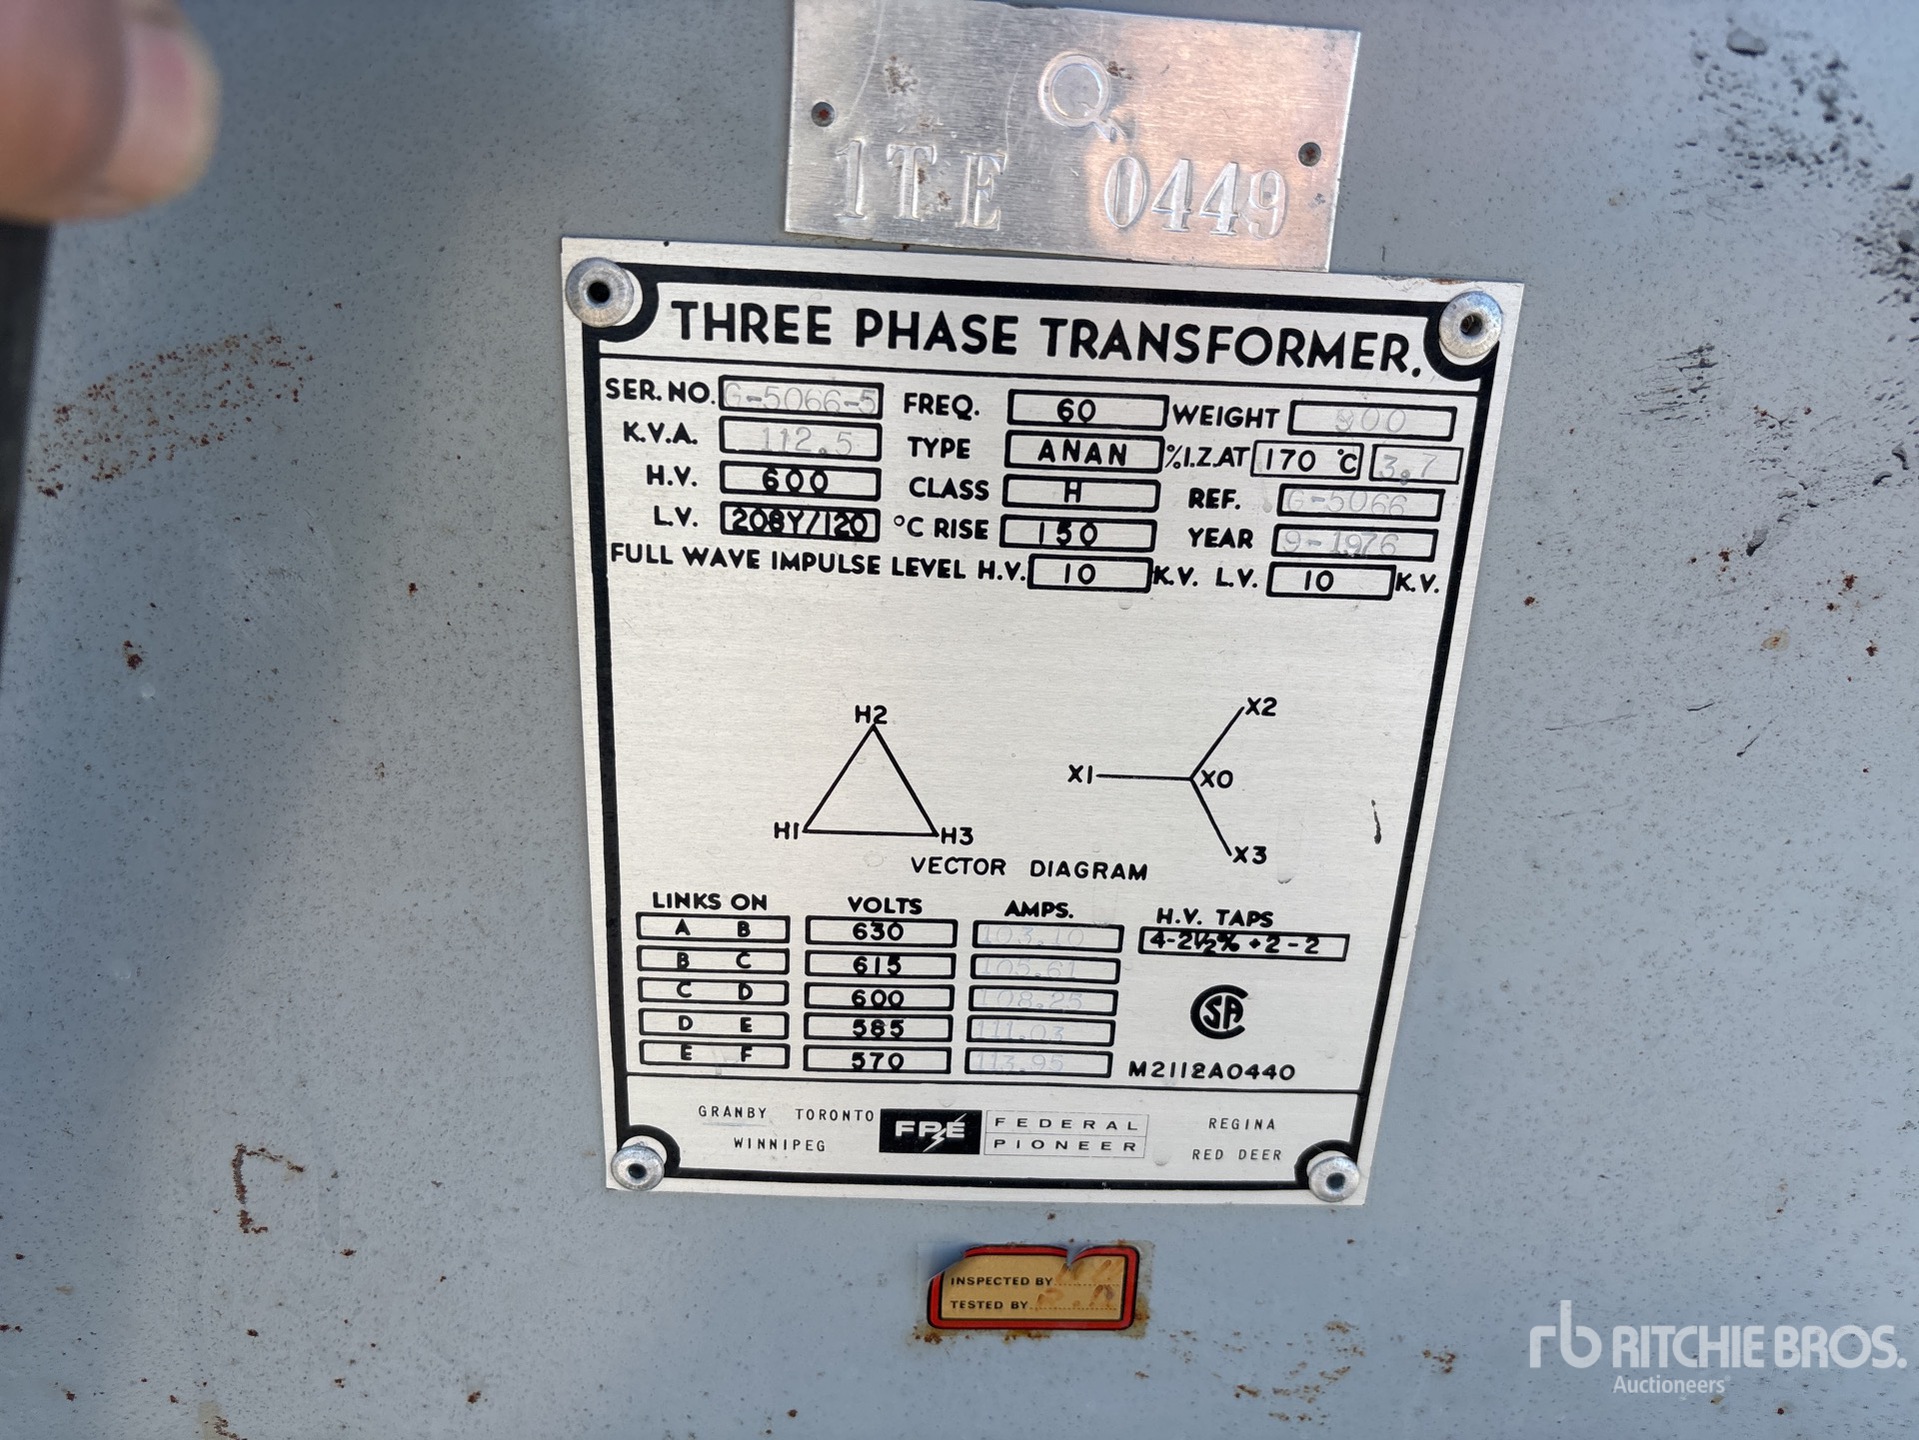 Q
1TE 0449
THREE PHASE TRANSFORMER.
SER. NO. G-5066-5 FREQ. 60 WEIGHT 900
K.V.A. 112.5 TYPE ANAN %I.Z.AT 170 °C 3.7
H.V. 600 CLASS H REF. G-5066
L.V. 208Y/120 °C RISE 150 YEAR 9-1976
FULL WAVE IMPULSE LEVEL H.V. 10 K.V. L.V. 10 K.V.
H2
H1 H3
X2
X1 X0
X3
VECTOR DIAGRAM
LINKS ON VOLTS AMPS. H.V. TAPS
A B 630 103.10 4-2½% +2-2
B C 615 105.61
C D 600 108.25
D E 585 111.03
E F 570 113.95
CSA
M2112A0440
GRANBY TORONTO
WINNIPEG
FPE
FEDERAL
PIONEER
REGINA
RED DEER
INSPECTED BY
TESTED BY
rb RITCHIE BROS.
Auctioneers